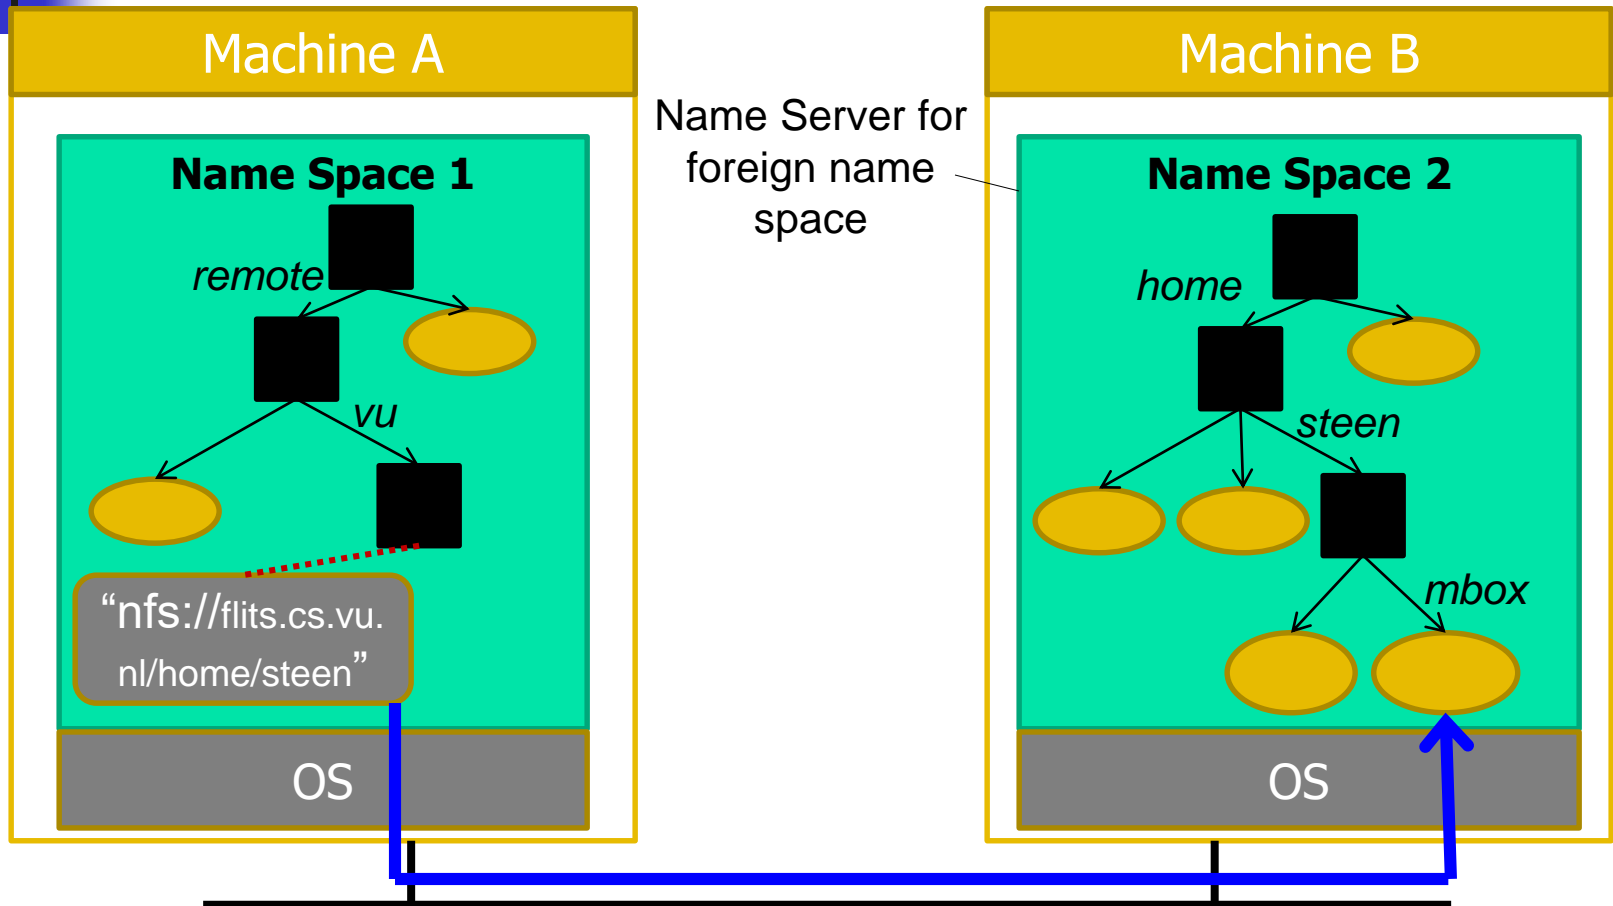 Machine A
Name Space 1
remote
vu
“nfs://flits.cs.vu.
nl/home/steen”
OS
Name Server for
foreign name
space
Machine B
Name Space 2
home
steen
mbox
OS